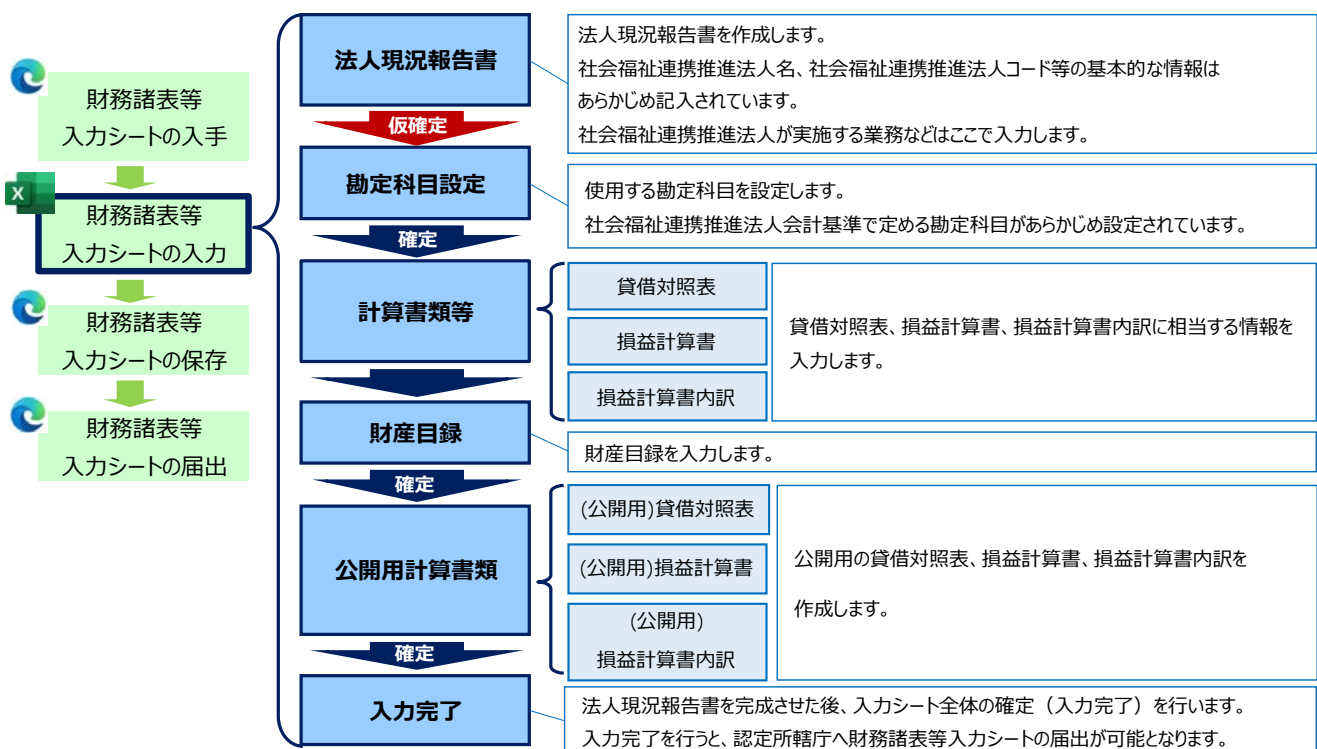 財務諸表等
入力シートの入手
X
財務諸表等
入力シートの入力
財務諸表等
入力シートの保存
財務諸表等
入力シートの届出
法人現況報告書
法人現況報告書を作成します。
社会福祉連携推進法人名、社会福祉連携推進法人コード等の基本的な情報は
あらかじめ記入されています。
社会福祉連携推進法人が実施する業務などはここで入力します。
仮確定
勘定科目設定
使用する勘定科目を設定します。
社会福祉連携推進法人会計基準で定める勘定科目があらかじめ設定されています。
確定
計算書類等
貸借対照表
損益計算書
損益計算書内訳
貸借対照表、損益計算書、損益計算書内訳に相当する情報を
入力します。
財産目録
財産目録を入力します。
確定
公開用計算書類
(公開用)貸借対照表
(公開用)損益計算書
(公開用)
損益計算書内訳
公開用の貸借対照表、損益計算書、損益計算書内訳を
作成します。
確定
入力完了
法人現況報告書を完成させた後、入力シート全体の確定（入力完了）を行います。
入力完了を行うと、認定所轄庁へ財務諸表等入力シートの届出が可能となります。